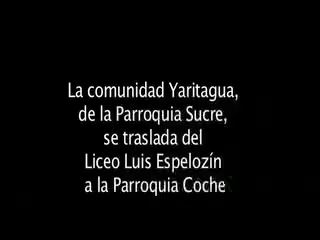 La comunidad Yaritagua,
de la Parroquia Sucre,
se traslada del
Liceo Luis Espelozín
a la Parroquia Coche